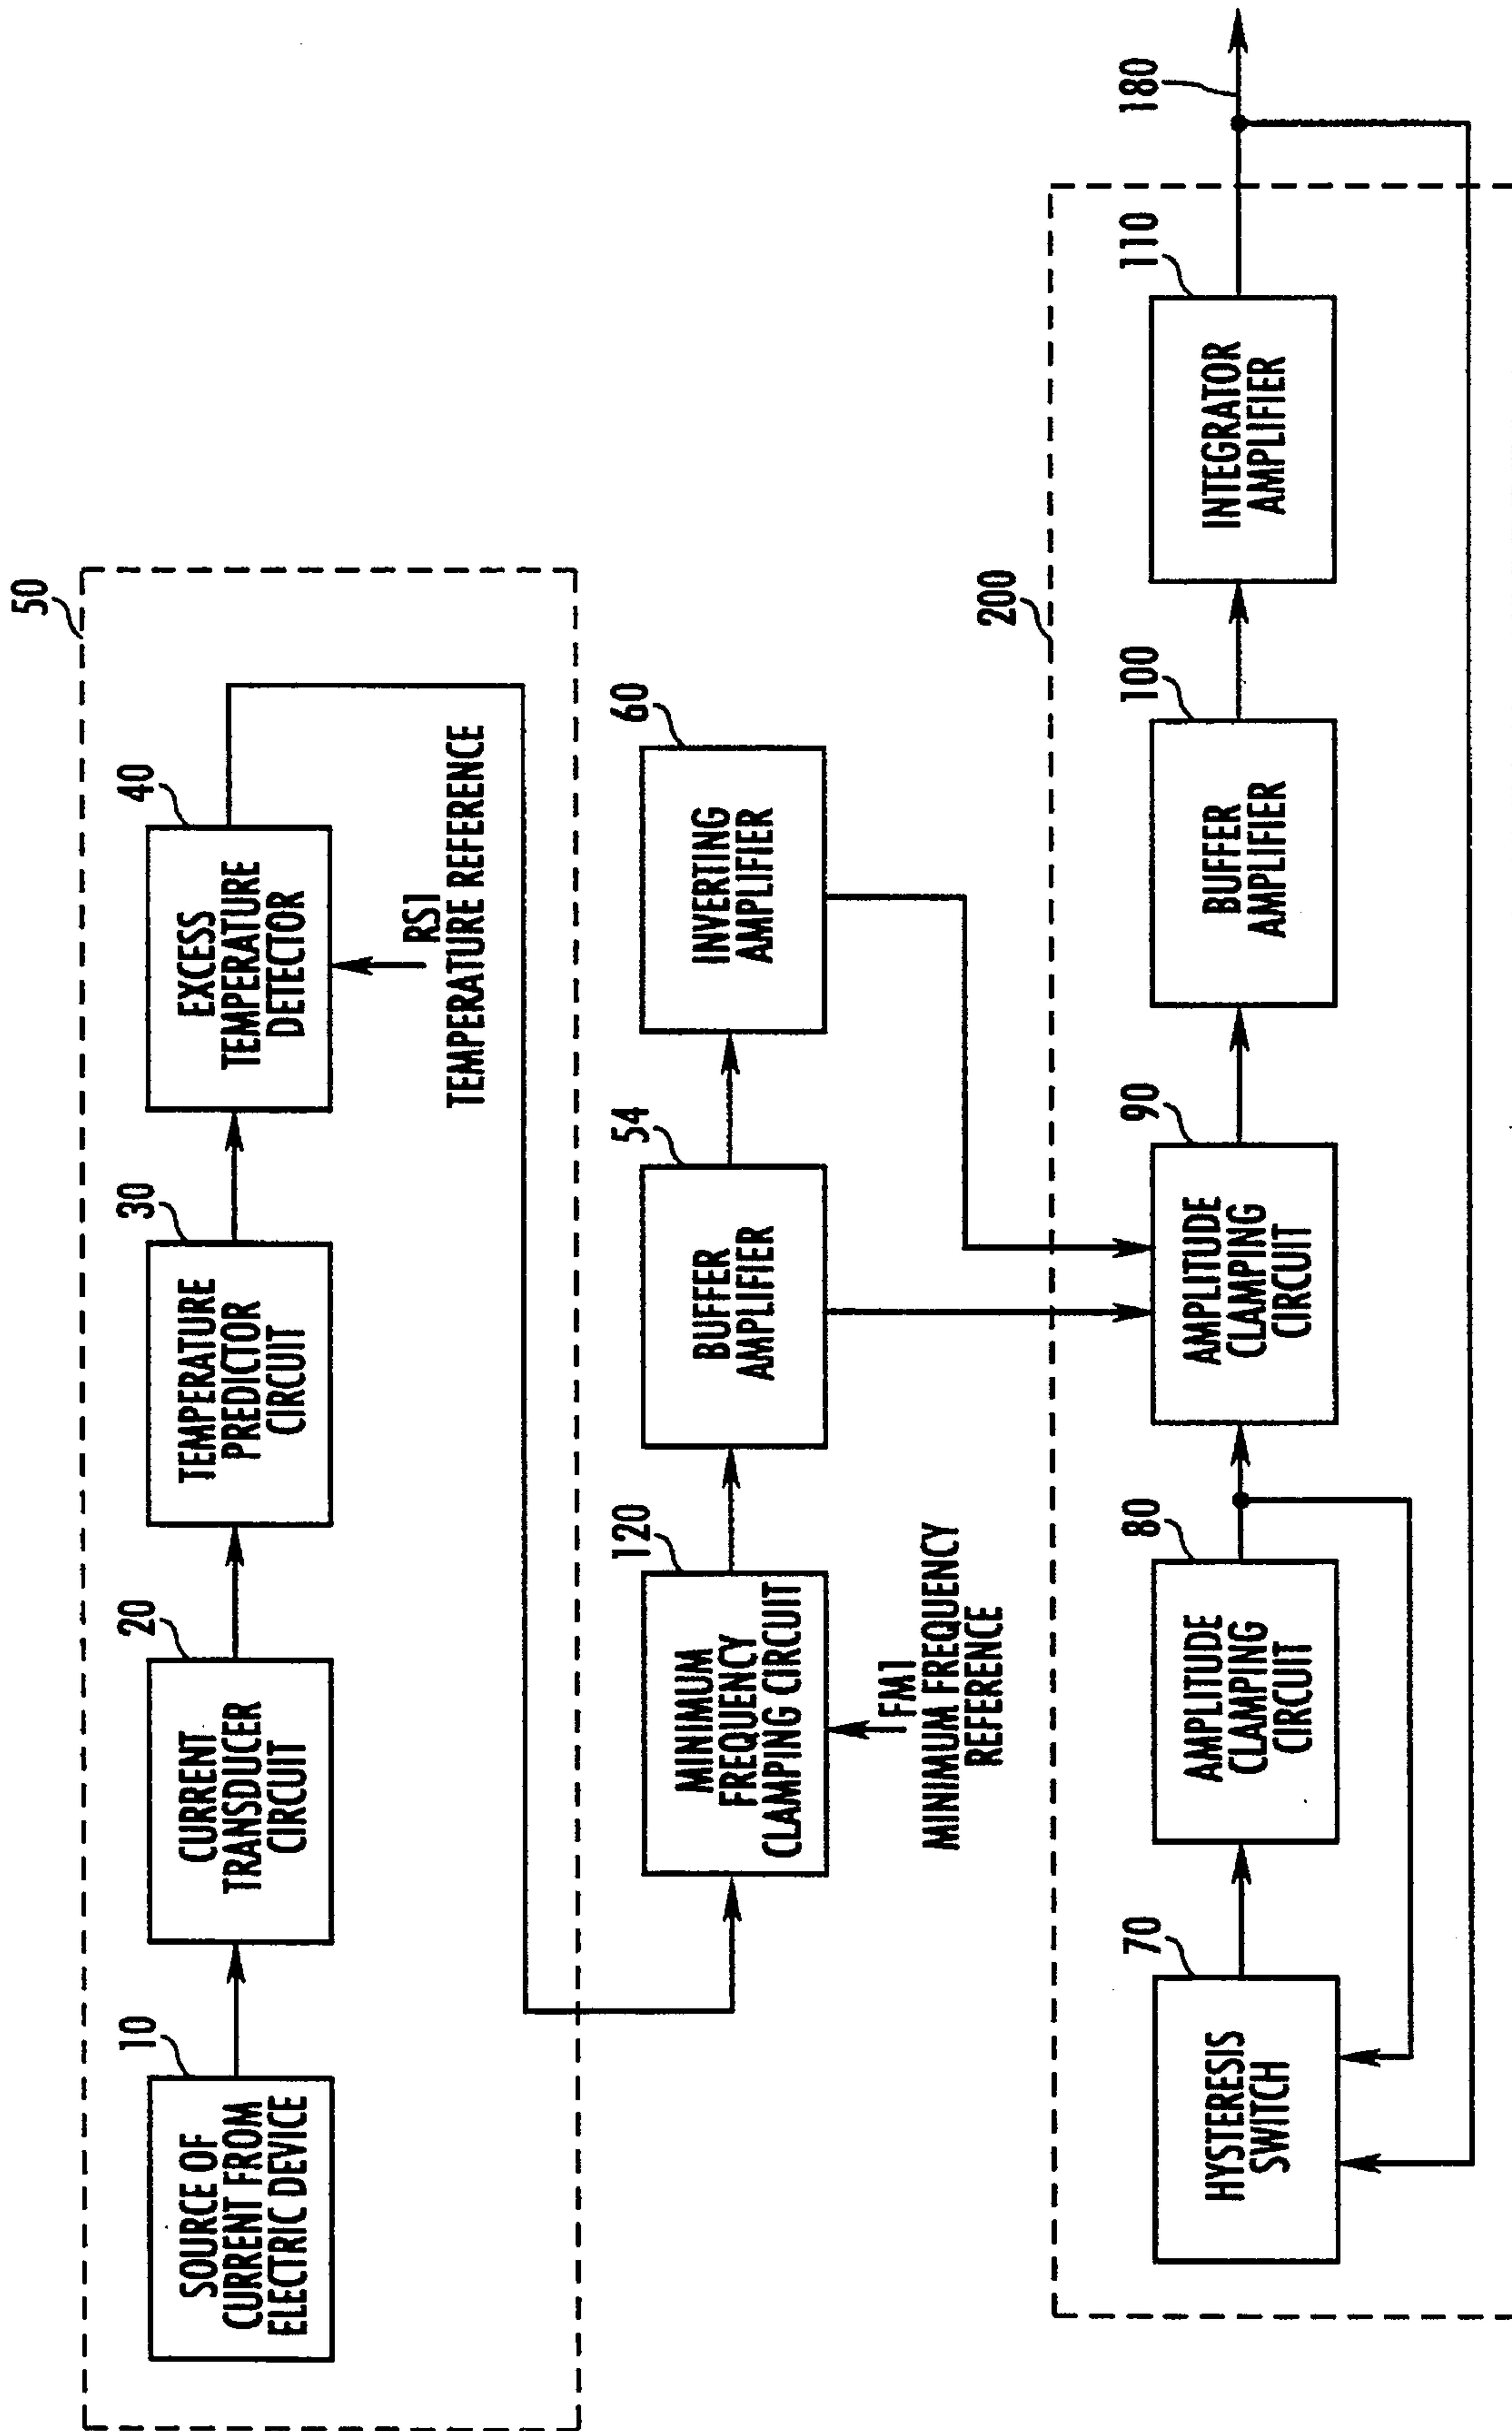 50
10
SOURCE OF
CURRENT FROM
ELECTRIC DEVICE
20
CURRENT
TRANSDUCER
CIRCUIT
30
TEMPERATURE
PREDICTOR
CIRCUIT
40
EXCESS
TEMPERATURE
DETECTOR
RS1
TEMPERATURE REFERENCE
120
MINIMUM
FREQUENCY
CLAMPING CIRCUIT
FM1
MINIMUM FREQUENCY
REFERENCE
54
BUFFER
AMPLIFIER
60
INVERTING
AMPLIFIER
200
70
HYSTERESIS
SWITCH
80
AMPLITUDE
CLAMPING
CIRCUIT
90
AMPLITUDE
CLAMPING
CIRCUIT
100
BUFFER
AMPLIFIER
110
INTEGRATOR
AMPLIFIER
180